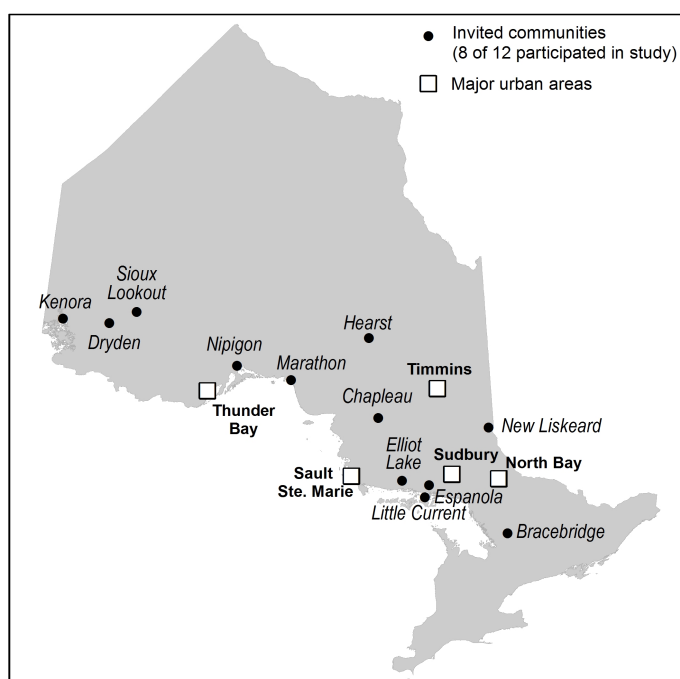 Invited communities
(8 of 12 participated in study)
Major urban areas
Sioux
Lookout
Kenora
Dryden
Nipigon
Marathon
Hearst
Timmins
Chapleau
Thunder
Bay
New Liskeard
Elliot
Lake
Sudbury
North Bay
Sault
Ste. Marie
Espanola
Little Current
Bracebridge